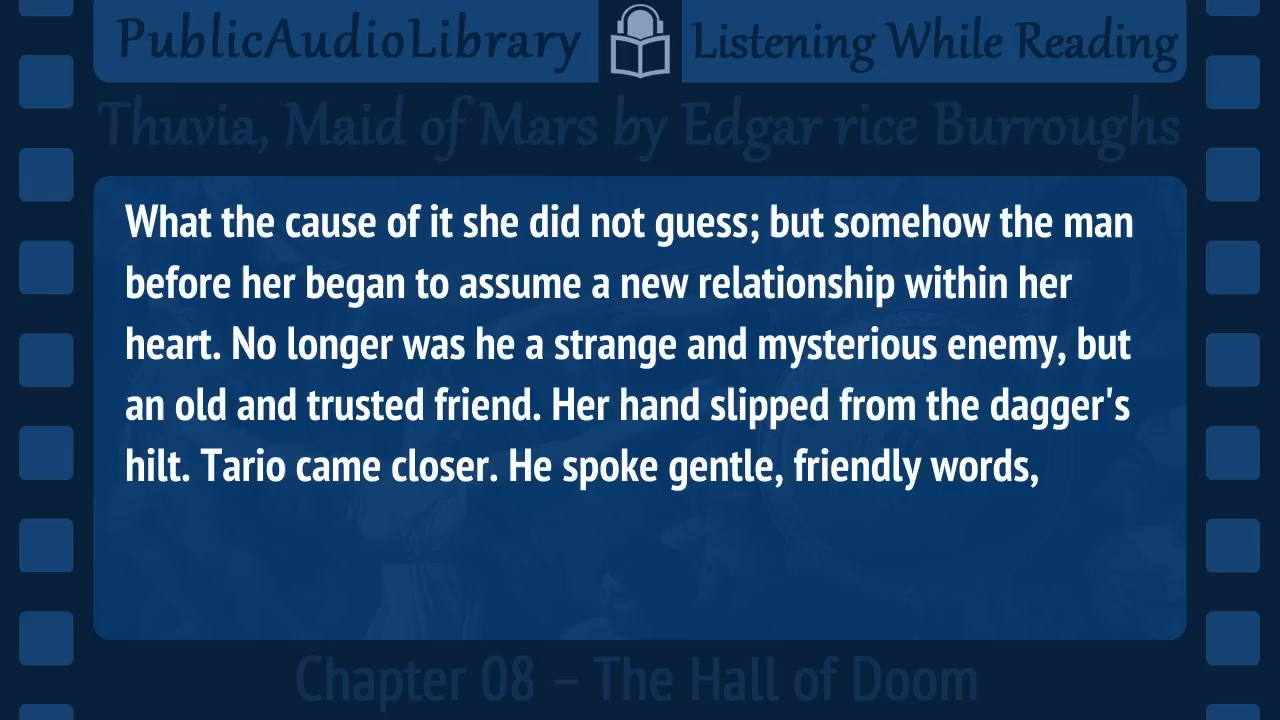 PublicAudioLibrary Listening While Reading
Thuvia, Maid of Mars by Edgar rice Burroughs
What the cause of it she did not guess; but somehow the man
before her began to assume a new relationship within her
heart. No longer was he a strange and mysterious enemy, but
an old and trusted friend. Her hand slipped from the dagger's
hilt. Tario came closer. He spoke gentle, friendly words,
Chapter 08 – The Hall of Doom